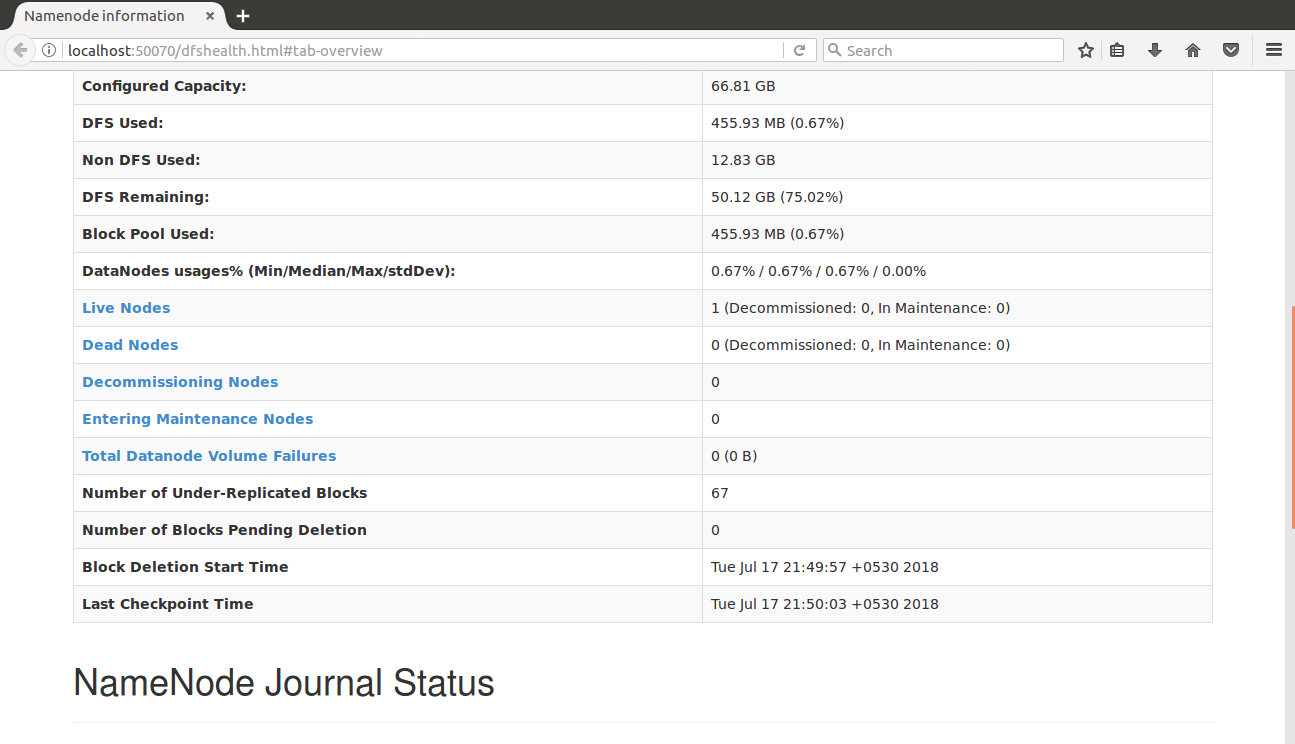 Namenode information
localhost:50070/dfshealth.html#tab-overview
Search
Configured Capacity: 66.81 GB
DFS Used: 455.93 MB (0.67%)
Non DFS Used: 12.83 GB
DFS Remaining: 50.12 GB (75.02%)
Block Pool Used: 455.93 MB (0.67%)
DataNodes usages% (Min/Median/Max/stdDev): 0.67% / 0.67% / 0.67% / 0.00%
Live Nodes 1 (Decommissioned: 0, In Maintenance: 0)
Dead Nodes 0 (Decommissioned: 0, In Maintenance: 0)
Decommissioning Nodes 0
Entering Maintenance Nodes 0
Total Datanode Volume Failures 0 (0 B)
Number of Under-Replicated Blocks 67
Number of Blocks Pending Deletion 0
Block Deletion Start Time Tue Jul 17 21:49:57 +0530 2018
Last Checkpoint Time Tue Jul 17 21:50:03 +0530 2018
NameNode Journal Status